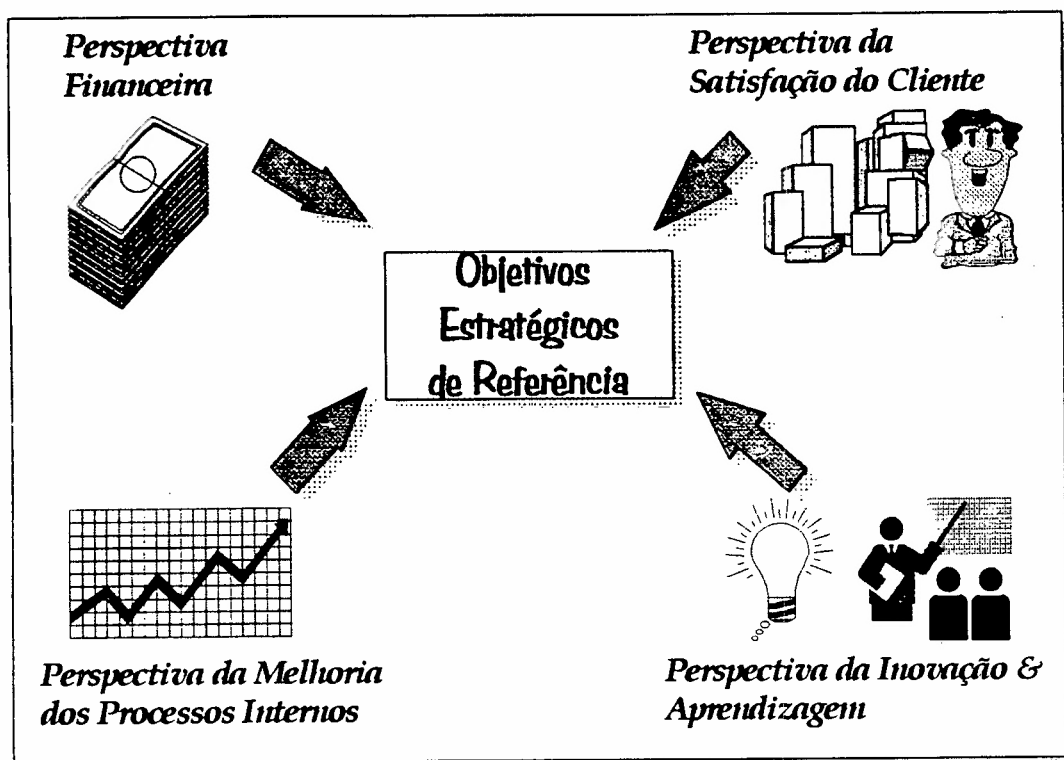 Perspectiva
Financeira
Perspectiva da
Satisfação do Cliente
Objetivos
Estratégicos
de Referência
Perspectiva da Melhoria
dos Processos Internos
Perspectiva da Inovação &
Aprendizagem